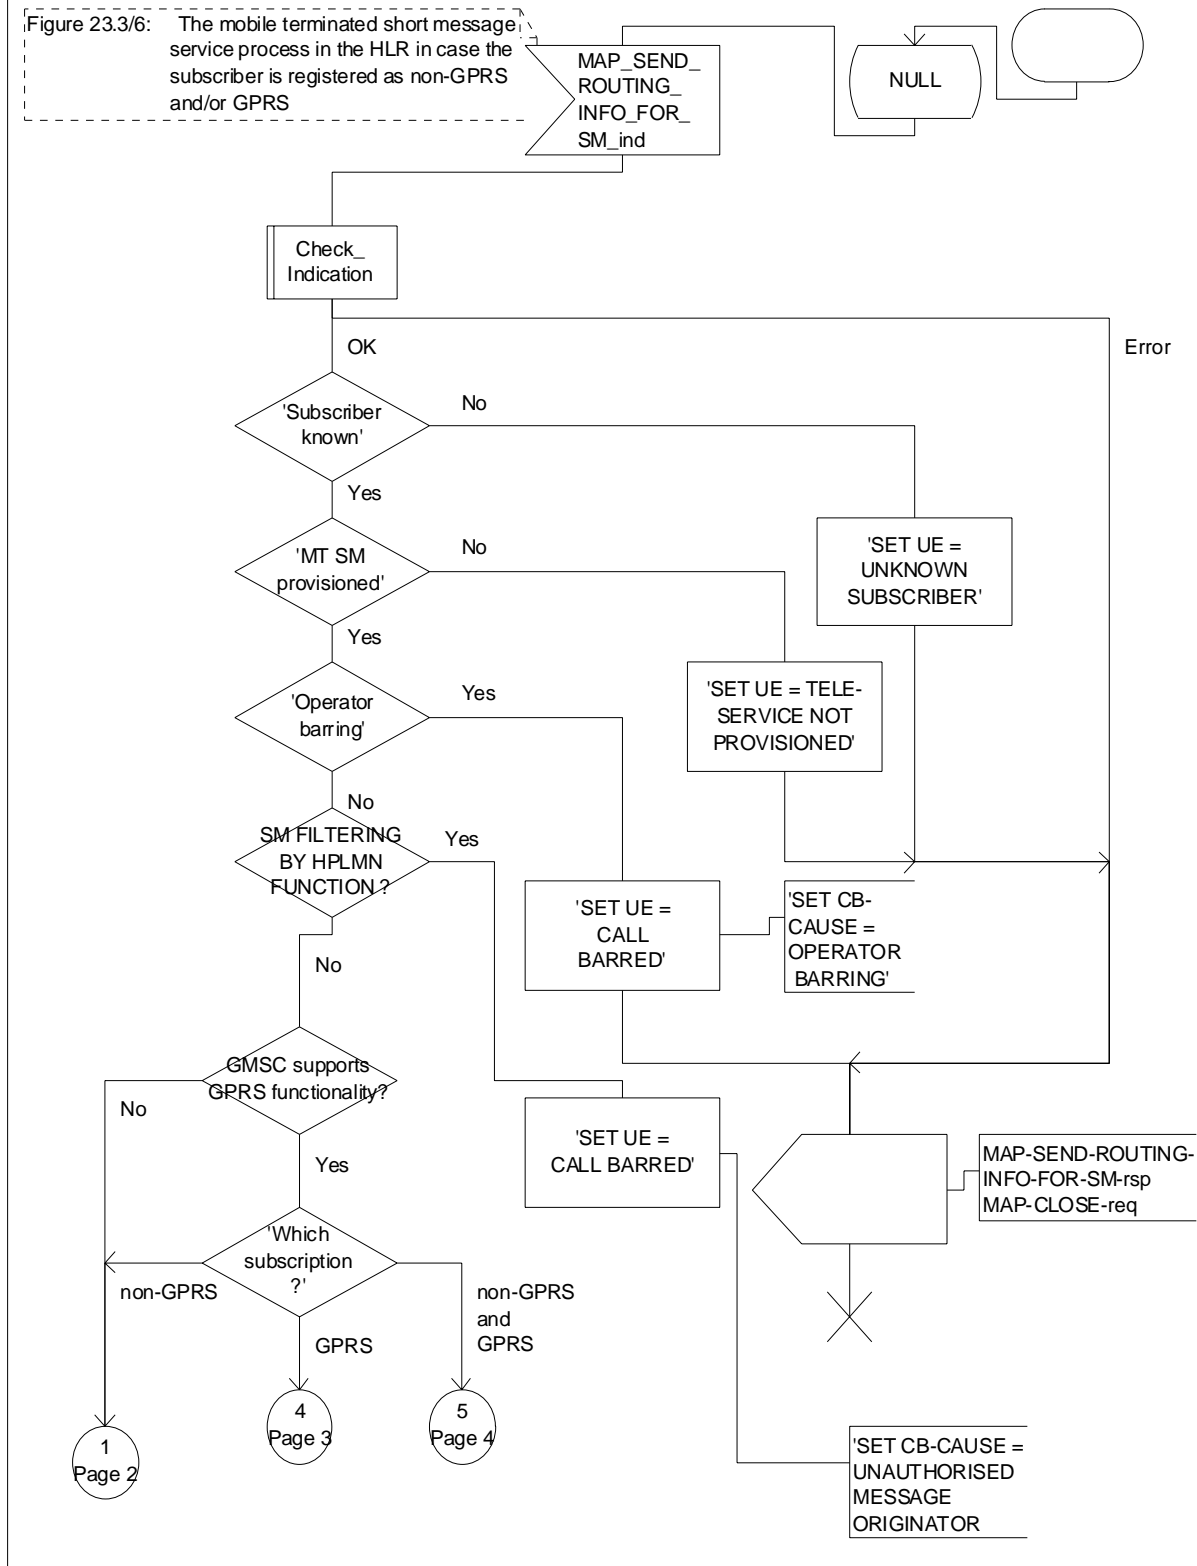 Figure 23.3/6: The mobile terminated short message
service process in the HLR in case the
subscriber is registered as non-GPRS
and/or GPRS
MAP_SEND_
ROUTING_
INFO_FOR_
SM_ind
NULL
Check_
Indication
OK
Error
'Subscriber
known'
No
Yes
'SET UE =
UNKNOWN
SUBSCRIBER'
'MT SM
provisioned'
No
Yes
'SET UE = TELE-
SERVICE NOT
PROVISIONED'
'Operator
barring'
Yes
No
SM FILTERING
BY HPLMN
FUNCTION ?
Yes
No
'SET UE =
CALL
BARRED'
'SET CB-
CAUSE =
OPERATOR
BARRING'
GMSC supports
GPRS functionality?
No
Yes
'SET UE =
CALL BARRED'
MAP-SEND-ROUTING-
INFO-FOR-SM-rsp
MAP-CLOSE-req
'Which
subscription
?'
non-GPRS
GPRS
non-GPRS
and
GPRS
1
Page 2
4
Page 3
5
Page 4
'SET CB-CAUSE =
UNAUTHORISED
MESSAGE
ORIGINATOR